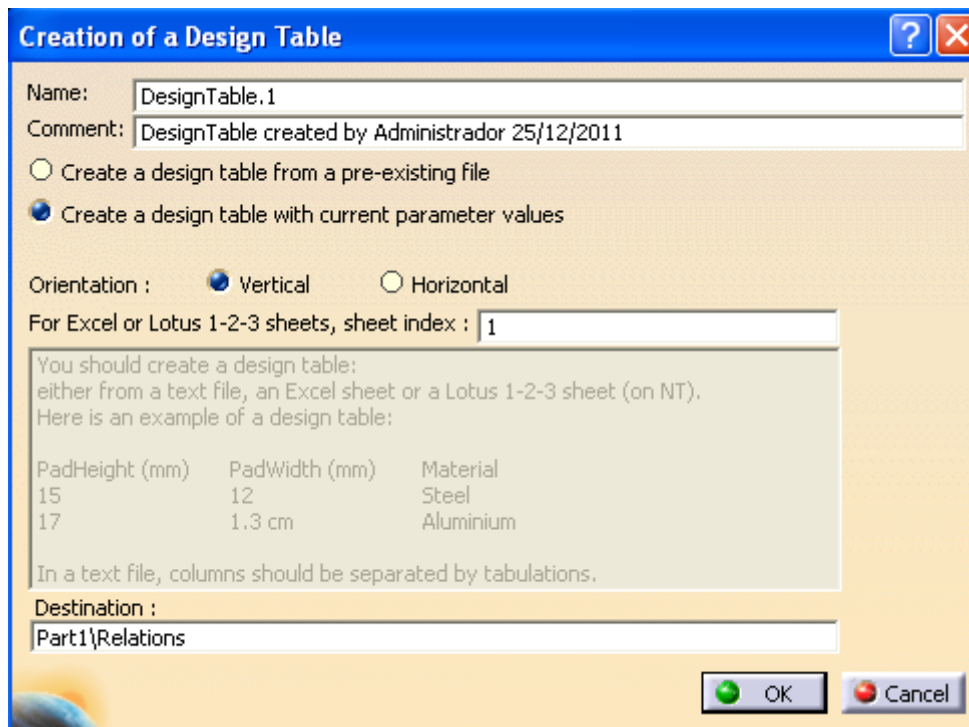 Creation of a Design Table
Name: DesignTable.1
Comment: DesignTable created by Administrador 25/12/2011
Create a design table from a pre-existing file
Create a design table with current parameter values
Orientation : Vertical Horizontal
For Excel or Lotus 1-2-3 sheets, sheet index : 1
You should create a design table:
either from a text file, an Excel sheet or a Lotus 1-2-3 sheet (on NT).
Here is an example of a design table:
PadHeight (mm) PadWidth (mm) Material
15 12 Steel
17 1.3 cm Aluminium
In a text file, columns should be separated by tabulations.
Destination :
Part1\Relations
OK Cancel